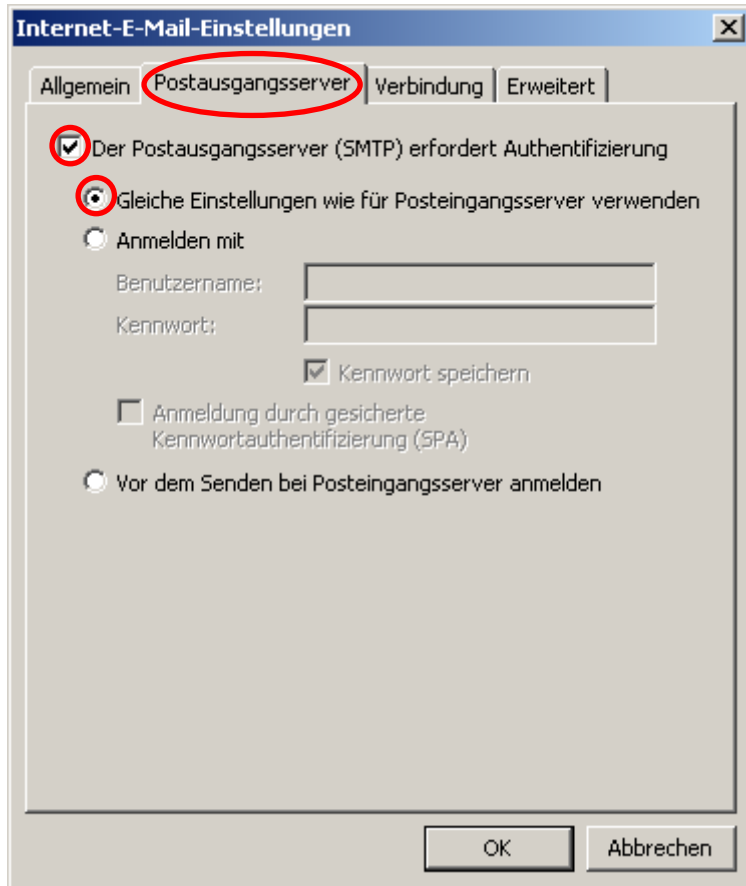 Internet-E-Mail-Einstellungen
Allgemein Postausgangsserver Verbindung Erweitert
Der Postausgangsserver (SMTP) erfordert Authentifizierung
Gleiche Einstellungen wie für Posteingangsserver verwenden
Anmelden mit
Benutzername:
Kennwort:
Kennwort speichern
Anmeldung durch gesicherte
Kennwortauthentifizierung (SPA)
Vor dem Senden bei Posteingangsserver anmelden
OK Abbrechen